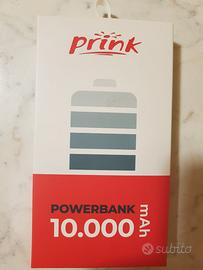 prink
POWERBANK
10.000 mAh
subito